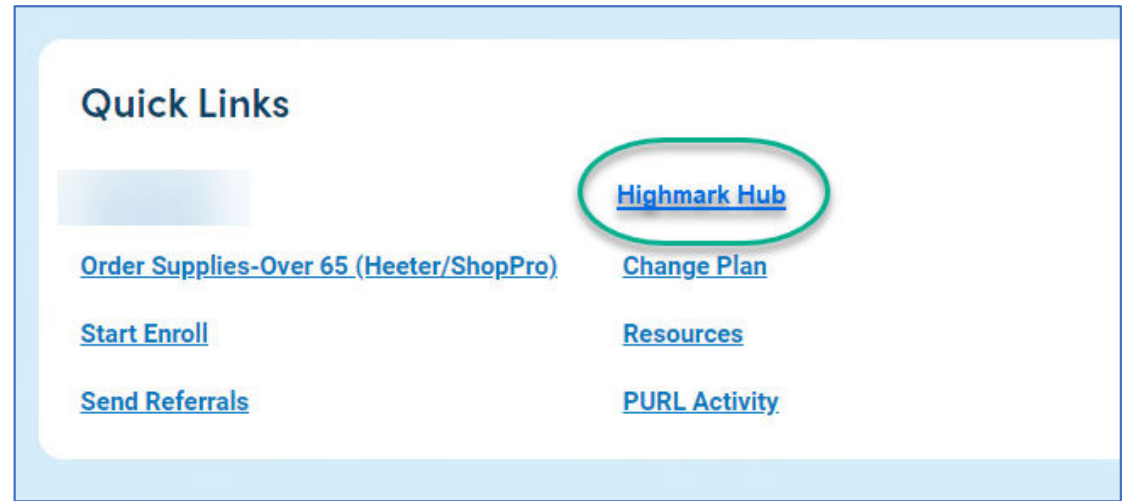 Quick Links
Highmark Hub
Order Supplies-Over 65 (Heeter/ShopPro)
Change Plan
Start Enroll
Resources
Send Referrals
PURL Activity